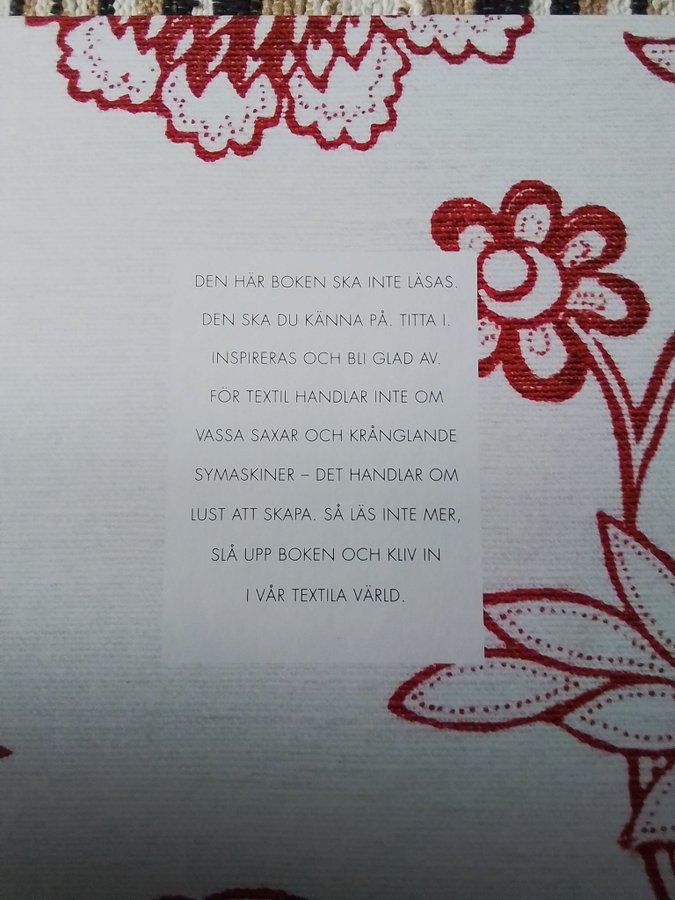 DEN HÄR BOKEN SKA INTE LÄSAS.
DEN SKA DU KÄNNA PÅ. TITTA I.
INSPIRERAS OCH BLI GLAD AV.
FÖR TEXTIL HANDLAR INTE OM
VASSA SAXAR OCH KRÅNGLANDE
SYMASKINER – DET HANDLAR OM
LUST ATT SKAPA. SÅ LÄS INTE MER,
SLÅ UPP BOKEN OCH KLIV IN
I VÅR TEXTILA VÄRLD.